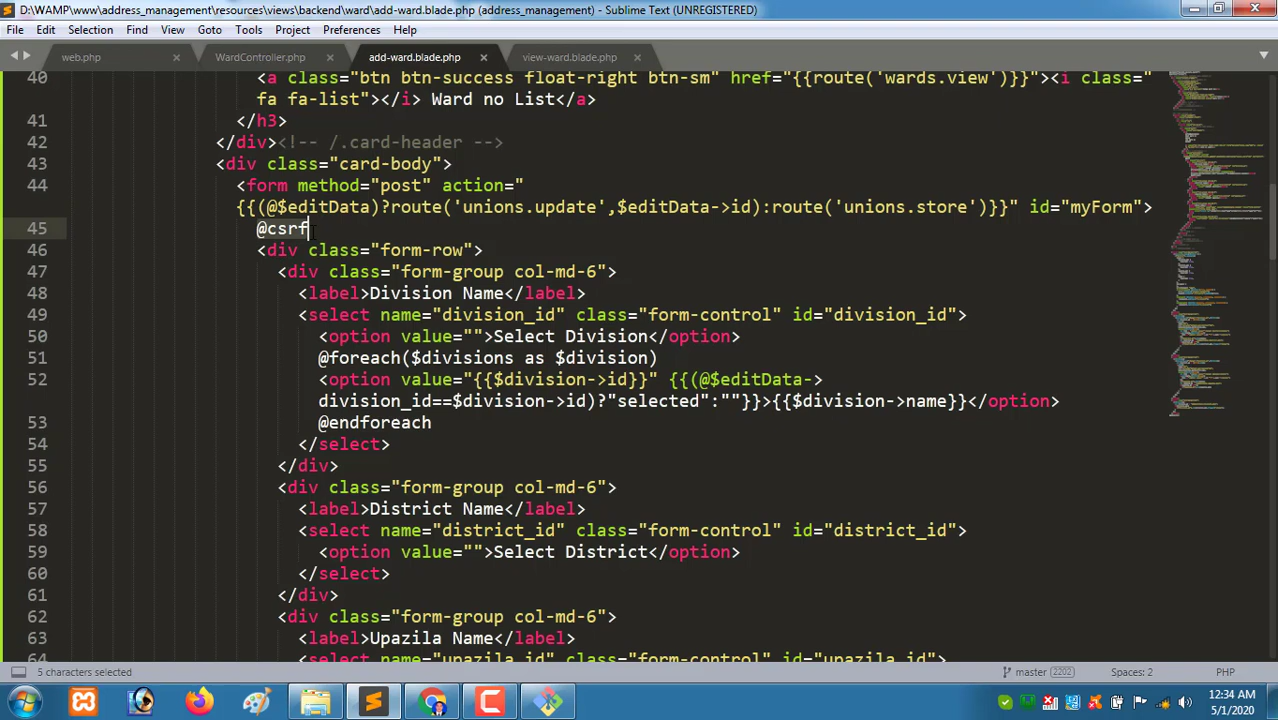 D:\WAMP\www\address_management\resources\views\backend\ward\add-ward.blade.php (address_management) - Sublime Text (UNREGISTERED)
File Edit Selection Find View Goto Tools Project Preferences Help
web.php WardController.php add-ward.blade.php view-ward.blade.php
40 <a class="btn btn-success float-right btn-sm" href="{{route('wards.view')}}"><i class="
fa fa-list"></i> Ward no List</a>
41 </h3>
42 </div><!-- /.card-header -->
43 <div class="card-body">
44 <form method="post" action="
{{(@$editData)?route('unions.update',$editData->id):route('unions.store')}}" id="myForm">
45 @csrf
46 <div class="form-row">
47 <div class="form-group col-md-6">
48 <label>Division Name</label>
49 <select name="division_id" class="form-control" id="division_id">
50 <option value="">Select Division</option>
51 @foreach($divisions as $division)
52 <option value="{{$division->id}}" {{(@$editData->
division_id==$division->id)?"selected":""}}>{{$division->name}}</option>
53 @endforeach
54 </select>
55 </div>
56 <div class="form-group col-md-6">
57 <label>District Name</label>
58 <select name="district_id" class="form-control" id="district_id">
59 <option value="">Select District</option>
60 </select>
61 </div>
62 <div class="form-group col-md-6">
63 <label>Upazila Name</label>
64 <select name="upazila_id" class="form-control" id="upazila_id">
5 characters selected master 2202 Spaces: 2 PHP
12:34 AM
5/1/2020